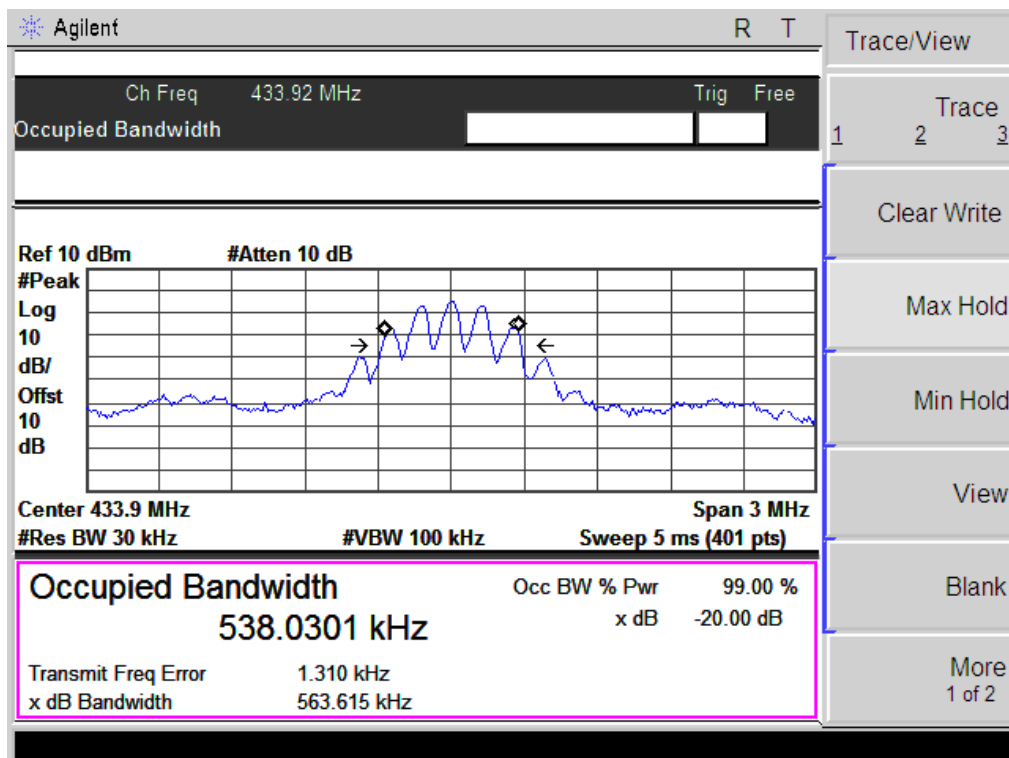 Agilent R T
Ch Freq 433.92 MHz Trig Free
Occupied Bandwidth
Ref 10 dBm #Atten 10 dB
#Peak
Log
10
dB/
Offst
10
dB
Center 433.9 MHz Span 3 MHz
#Res BW 30 kHz #VBW 100 kHz Sweep 5 ms (401 pts)
Occupied Bandwidth
538.0301 kHz
Occ BW % Pwr 99.00 %
x dB -20.00 dB
Transmit Freq Error 1.310 kHz
x dB Bandwidth 563.615 kHz
Trace/View
Trace
1 2 3
Clear Write
Max Hold
Min Hold
View
Blank
More
1 of 2